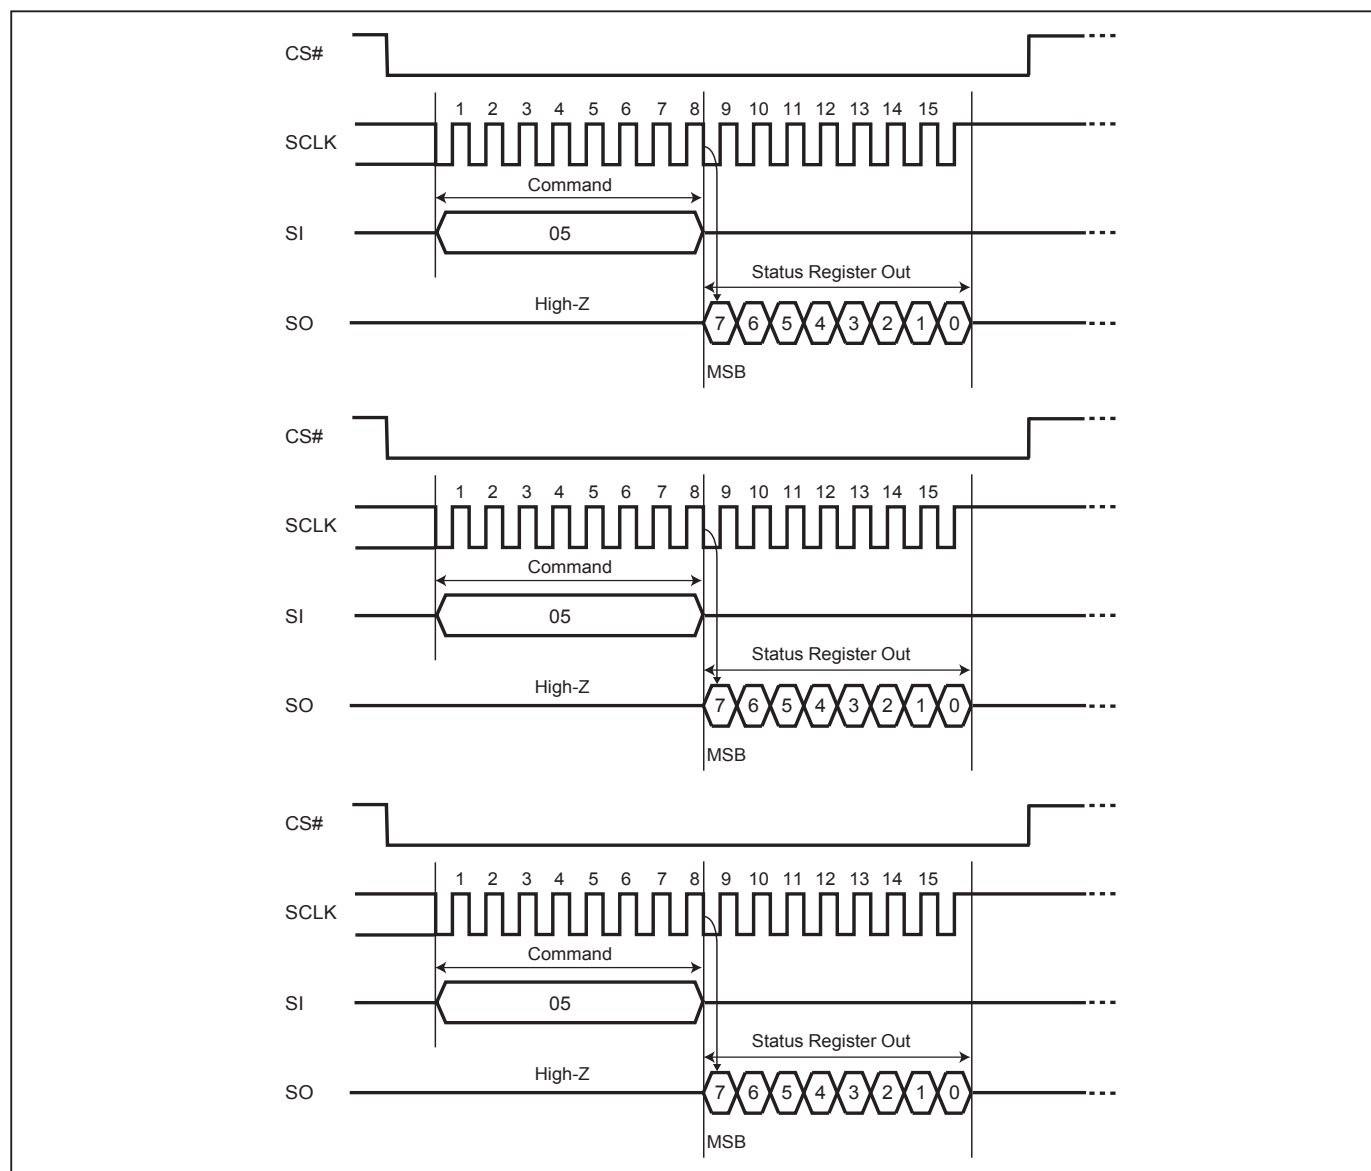 CS#
1 2 3 4 5 6 7 8 9 10 11 12 13 14 15
SCLK
Command
SI 05
Status Register Out
High-Z
SO 7 6 5 4 3 2 1 0
MSB
CS#
1 2 3 4 5 6 7 8 9 10 11 12 13 14 15
SCLK
Command
SI 05
Status Register Out
High-Z
SO 7 6 5 4 3 2 1 0
MSB
CS#
1 2 3 4 5 6 7 8 9 10 11 12 13 14 15
SCLK
Command
SI 05
Status Register Out
High-Z
SO 7 6 5 4 3 2 1 0
MSB